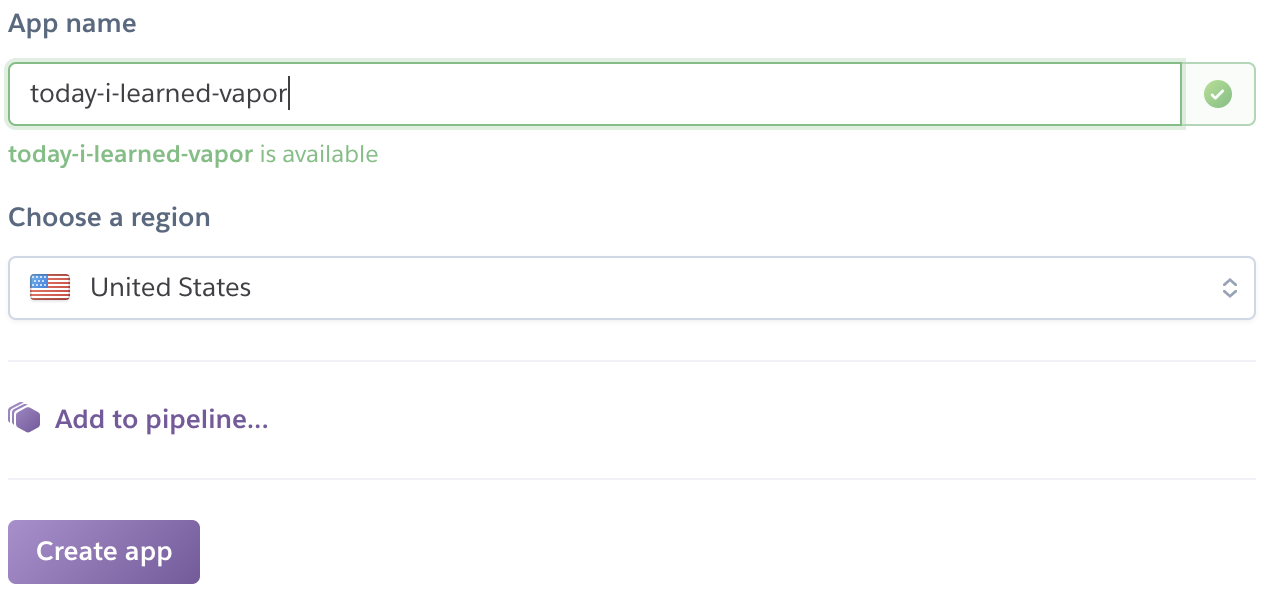 App name
today-i-learned-vapor
today-i-learned-vapor is available
Choose a region
United States
Add to pipeline...
Create app